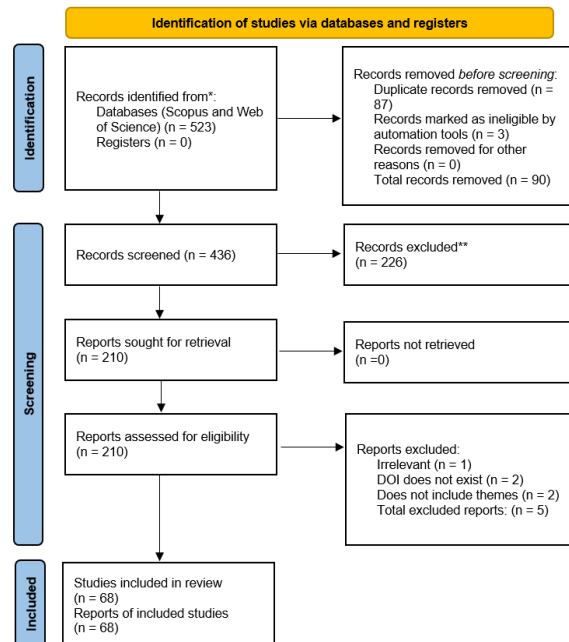 Identification of studies via databases and registers
Identification
Records identified from*:
Databases (Scopus and Web
of Science) (n = 523)
Registers (n = 0)
Records removed before screening:
Duplicate records removed (n =
87)
Records marked as ineligible by
automation tools (n = 3)
Records removed for other
reasons (n = 0)
Total records removed (n = 90)
Screening
Records screened (n = 436)
Records excluded**
(n = 226)
Reports sought for retrieval
(n = 210)
Reports not retrieved
(n =0)
Reports assessed for eligibility
(n = 210)
Reports excluded:
Irrelevant (n = 1)
DOI does not exist (n = 2)
Does not include themes (n = 2)
Total excluded reports: (n = 5)
Included
Studies included in review
(n = 68)
Reports of included studies
(n = 68)